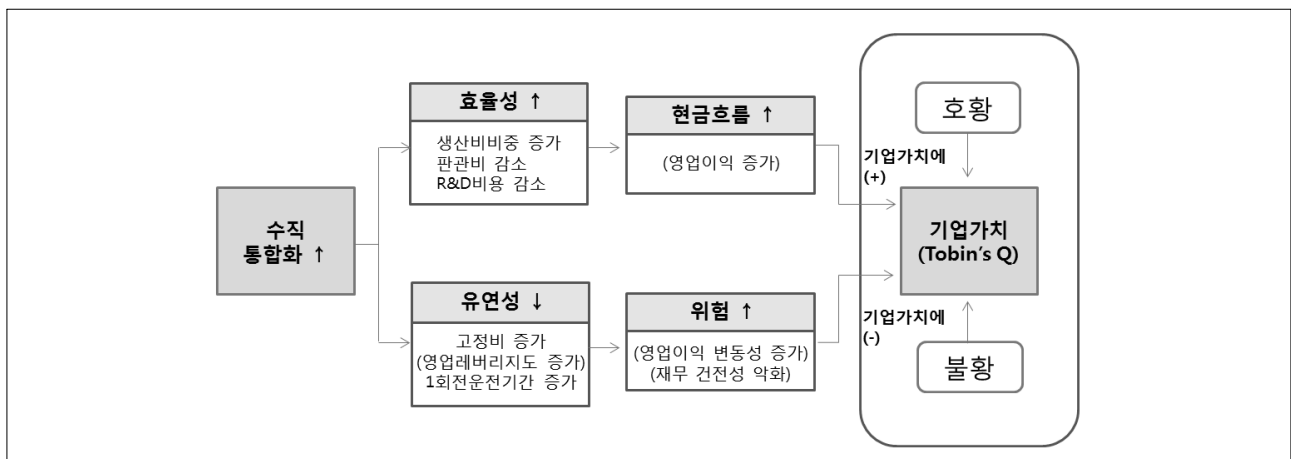 수직
통합화 ↑
효율성 ↑
생산비비중 증가
판관비 감소
R&D비용 감소
현금흐름 ↑
(영업이익 증가)
유연성 ↓
고정비 증가
(영업레버리지도 증가)
1회전운전기간 증가
위험 ↑
(영업이익 변동성 증가)
(재무 건전성 악화)
호황
기업가치에
(+)
기업가치
(Tobin's Q)
기업가치에
(-)
불황